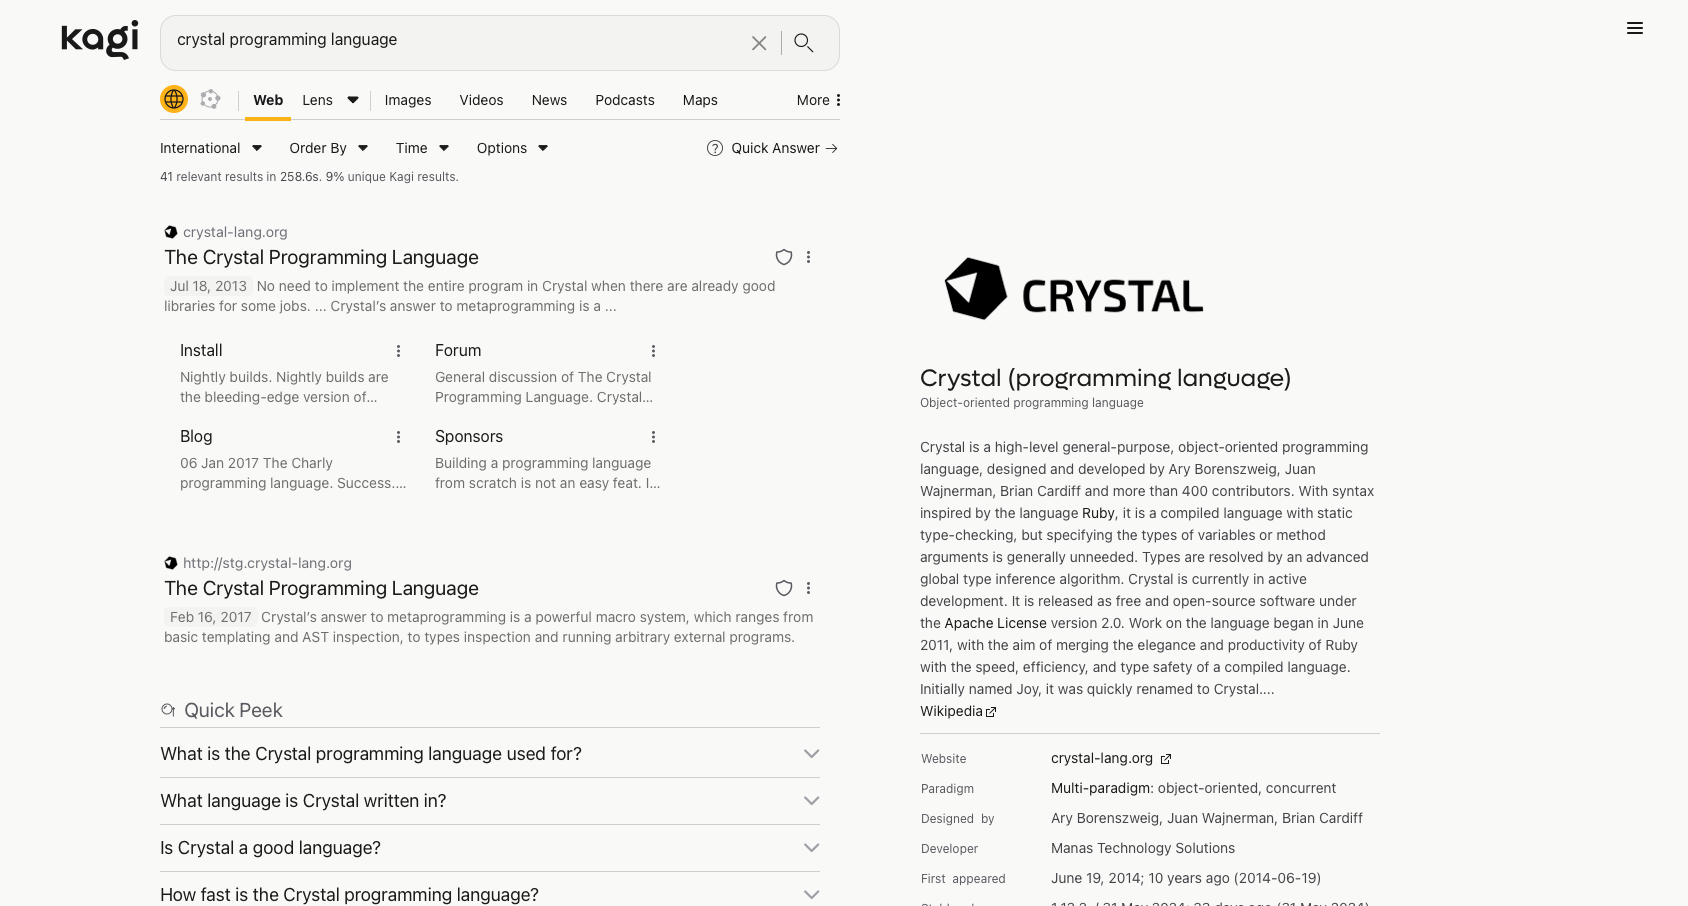 kagi
crystal programming language
Web Lens Images Videos News Podcasts Maps More
International Order By Time Options Quick Answer
41 relevant results in 258.6s. 9% unique Kagi results.
crystal-lang.org
The Crystal Programming Language
Jul 18, 2013 No need to implement the entire program in Crystal when there are already good
libraries for some jobs. ... Crystal's answer to metaprogramming is a ...
Install
Nightly builds. Nightly builds are
the bleeding-edge version of...
Forum
General discussion of The Crystal
Programming Language. Crystal...
Blog
06 Jan 2017 The Charly
programming language. Success....
Sponsors
Building a programming language
from scratch is not an easy feat. I...
http://stg.crystal-lang.org
The Crystal Programming Language
Feb 16, 2017 Crystal's answer to metaprogramming is a powerful macro system, which ranges from
basic templating and AST inspection, to types inspection and running arbitrary external programs.
Quick Peek
What is the Crystal programming language used for?
What language is Crystal written in?
Is Crystal a good language?
How fast is the Crystal programming language?
CRYSTAL
Crystal (programming language)
Object-oriented programming language
Crystal is a high-level general-purpose, object-oriented programming
language, designed and developed by Ary Borenszweig, Juan
Wajnerman, Brian Cardiff and more than 400 contributors. With syntax
inspired by the language Ruby, it is a compiled language with static
type-checking, but specifying the types of variables or method
arguments is generally unneeded. Types are resolved by an advanced
global type inference algorithm. Crystal is currently in active
development. It is released as free and open-source software under
the Apache License version 2.0. Work on the language began in June
2011, with the aim of merging the elegance and productivity of Ruby
with the speed, efficiency, and type safety of a compiled language.
Initially named Joy, it was quickly renamed to Crystal....
Wikipedia
Website crystal-lang.org
Paradigm Multi-paradigm: object-oriented, concurrent
Designed by Ary Borenszweig, Juan Wajnerman, Brian Cardiff
Developer Manas Technology Solutions
First appeared June 19, 2014; 10 years ago (2014-06-19)